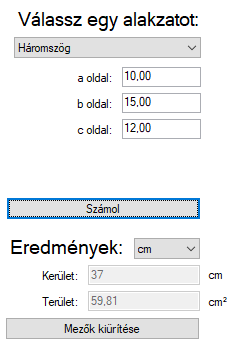 Válassz egy alakzatot:
Háromszög
a oldal: 10,00
b oldal: 15,00
c oldal: 12,00
Számol
Eredmények: cm
Kerület: 37 cm
Terület: 59,81 cm²
Mezők kiürítése